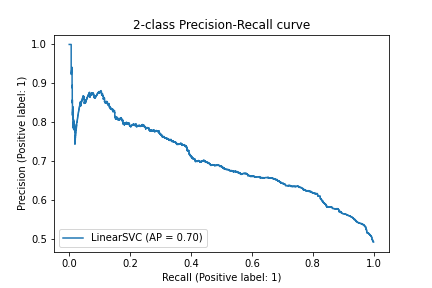 2-class Precision-Recall curve
Precision (Positive label: 1)
1.0
0.9
0.8
0.7
0.6
0.5
LinearSVC (AP = 0.70)
0.0 0.2 0.4 0.6 0.8 1.0
Recall (Positive label: 1)